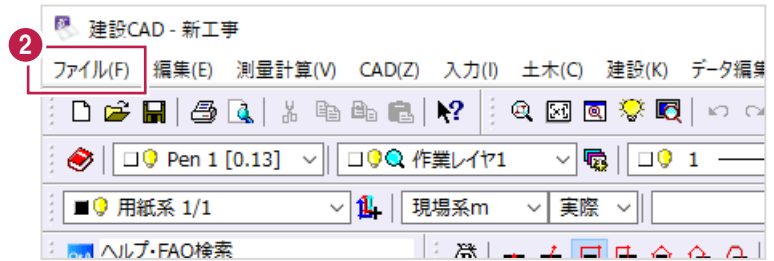 建設CAD - 新工事
2
ファイル(F) 編集(E) 測量計算(V) CAD(Z) 入力(I) 土木(C) 建設(K) データ編集
Pen 1 [0.13] 作業レイヤ1 1
用紙系 1/1 現場系m 実際
ヘルプ・FAQ検索